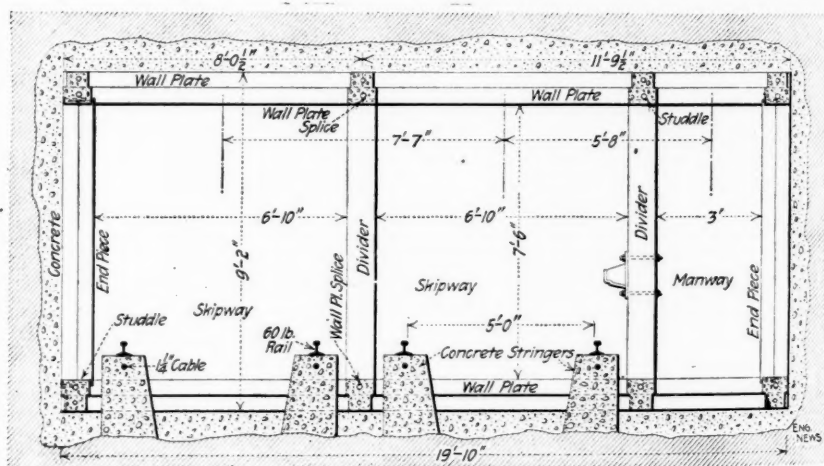 8'-0½"
11'-9½"
Wall Plate
Wall Plate
Wall Plate
Splice
Studdle
7'-7"
5'-8"
6'-10"
6'-10"
3'
Concrete
End Piece
9'-2"
Wall Pl. Splice
Divider
7'-6"
Divider
End Piece
Skipway
Skipway
Manway
Studdle
60 lb.
Rail
5'-0"
1¼" Cable
Concrete Stringers
Wall Plate
ENG.
NEWS
19'-10"